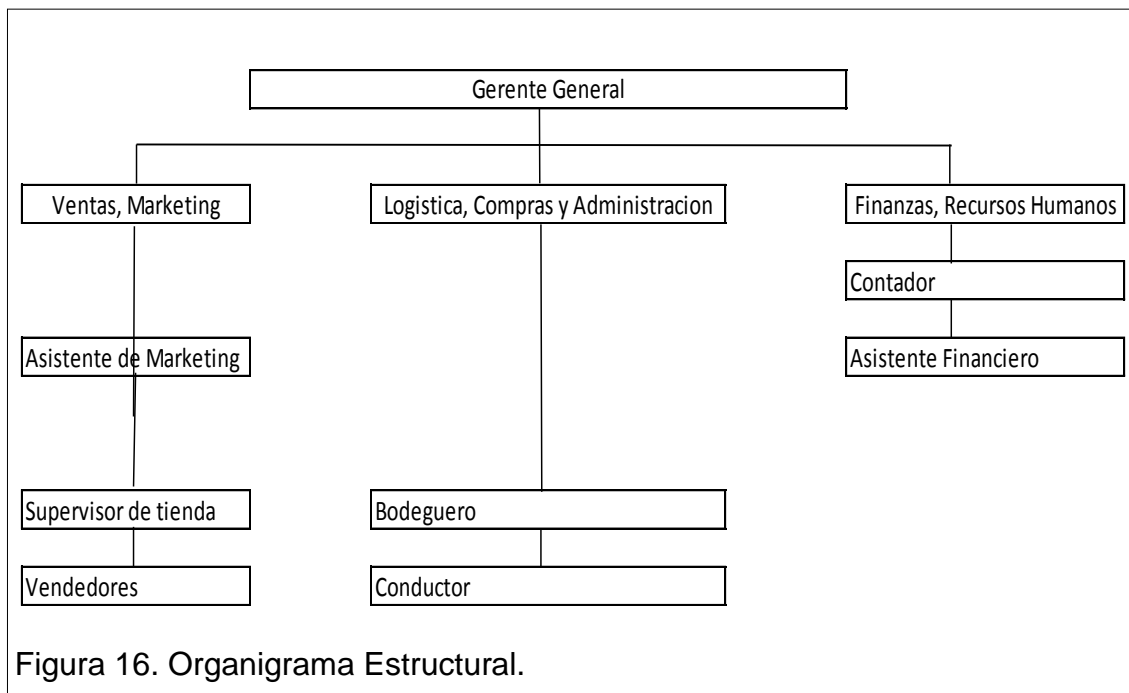 Gerente General
Ventas, Marketing
Logistica, Compras y Administracion
Finanzas, Recursos Humanos
Contador
Asistente de Marketing
Asistente Financiero
Supervisor de tienda
Bodeguero
Vendedores
Conductor
Figura 16. Organigrama Estructural.